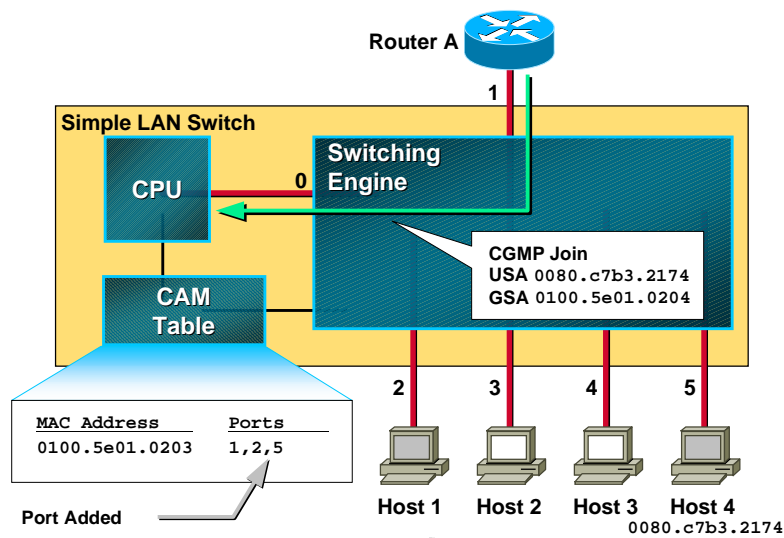 Router A
1
Simple LAN Switch
Switching
Engine
0
CPU
CGMP Join
USA 0080.c7b3.2174
GSA 0100.5e01.0204
CAM
Table
2
3
4
5
MAC Address Ports
0100.5e01.0203 1,2,5
Port Added
Host 1
Host 2
Host 3
Host 4
0080.c7b3.2174